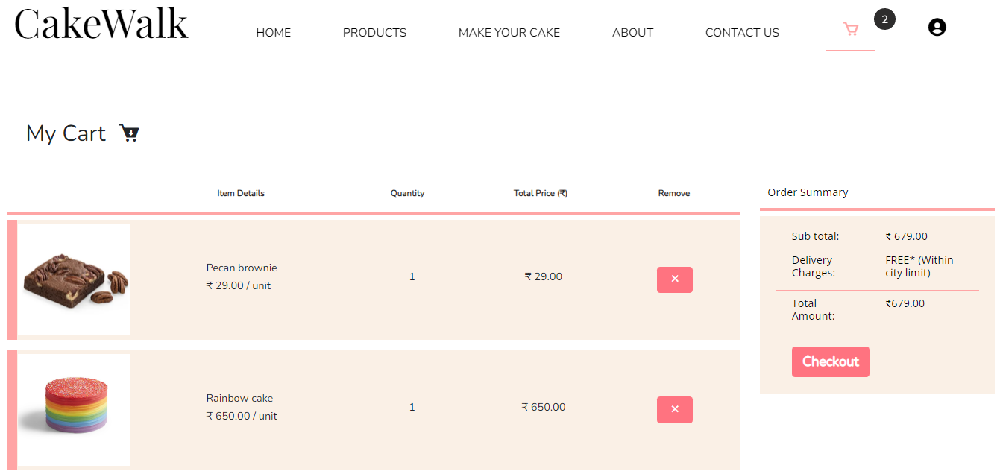 CakeWalk
HOME PRODUCTS MAKE YOUR CAKE ABOUT CONTACT US 2
My Cart
Item Details Quantity Total Price (₹) Remove
Pecan brownie
₹ 29.00 / unit
1
₹ 29.00
×
Rainbow cake
₹ 650.00 / unit
1
₹ 650.00
×
Order Summary
Sub total: ₹ 679.00
Delivery Charges: FREE* (Within city limit)
Total Amount: ₹679.00
Checkout